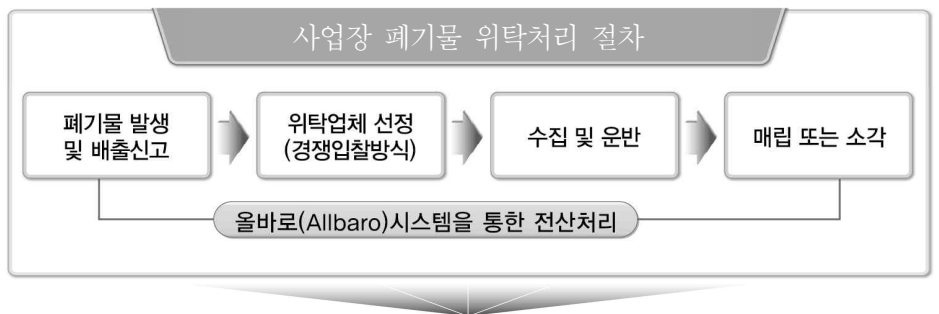 사업장 폐기물 위탁처리 절차
폐기물 발생
및 배출신고
위탁업체 선정
(경쟁입찰방식)
수집 및 운반
매립 또는 소각
올바로(Allbaro)시스템을 통한 전산처리